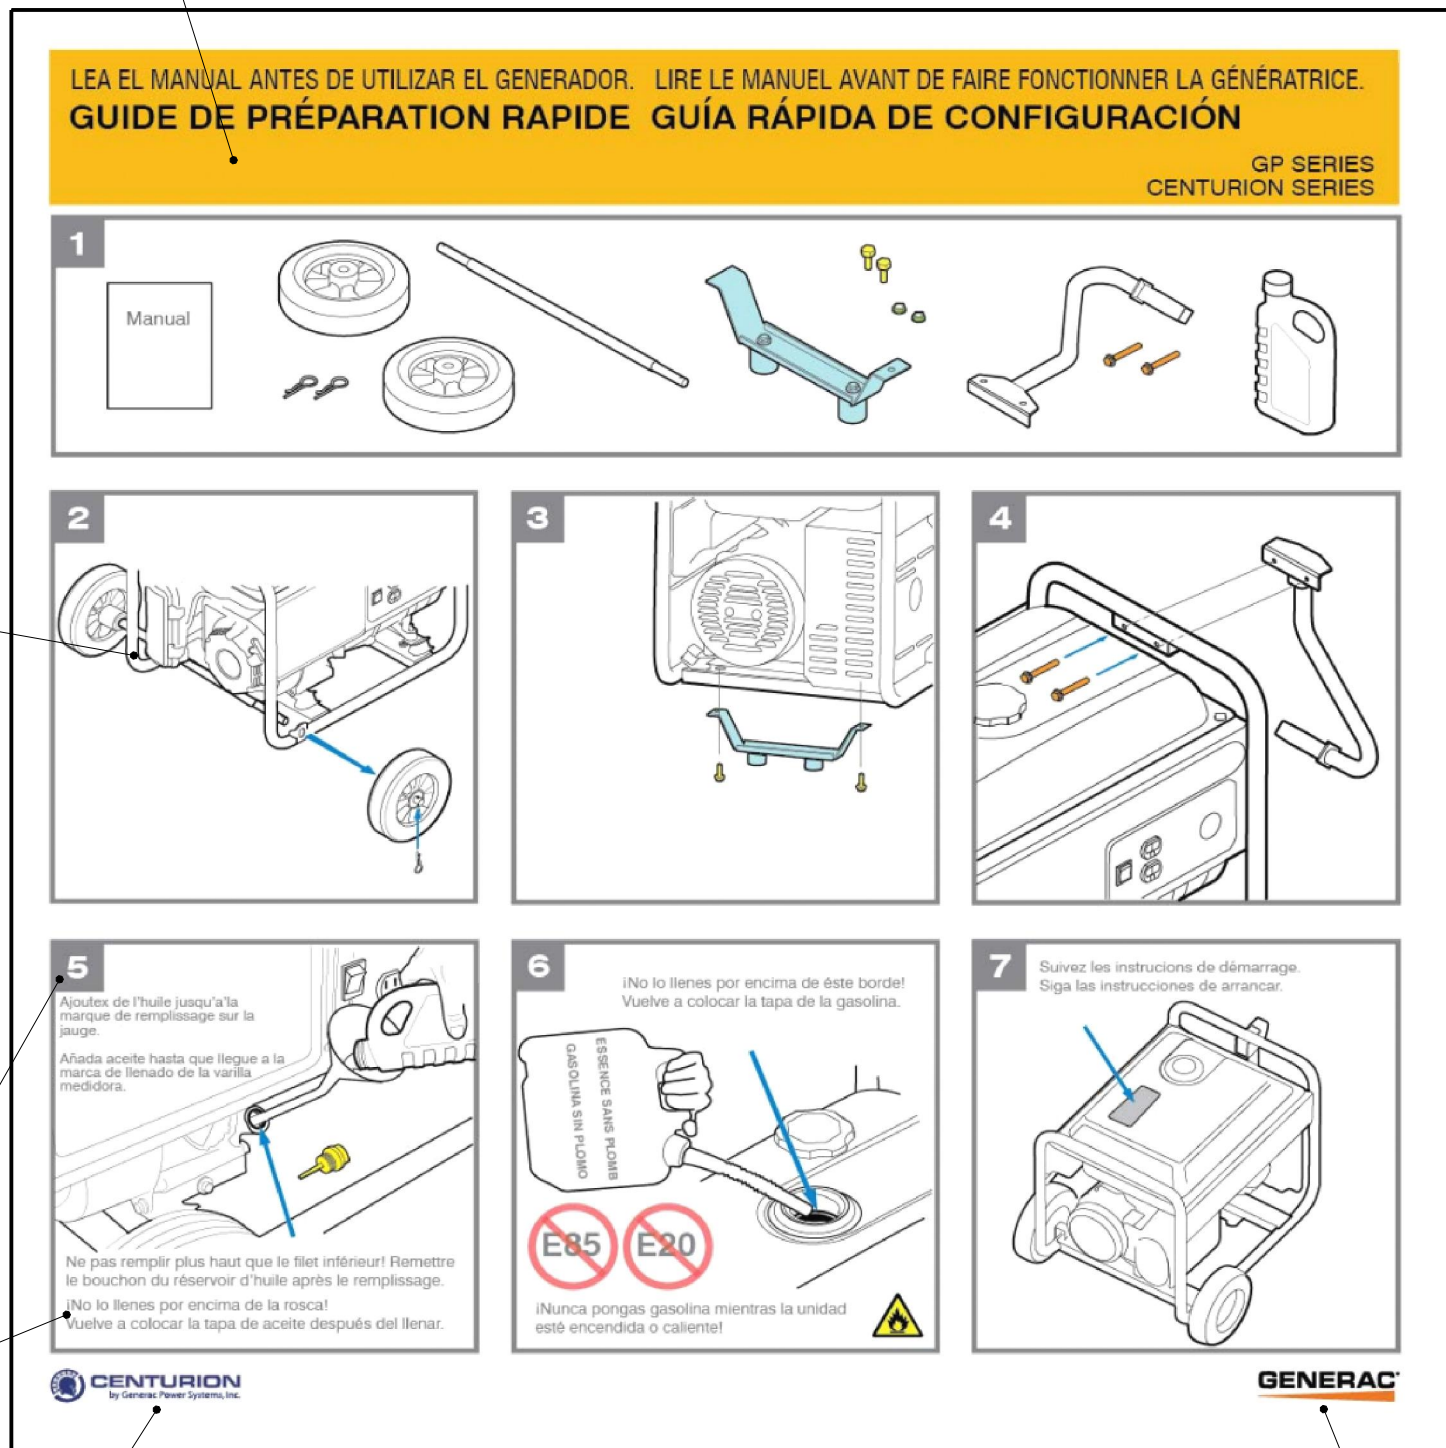 LEA EL MANUAL ANTES DE UTILIZAR EL GENERADOR. LIRE LE MANUEL AVANT DE FAIRE FONCTIONNER LA GÉNÉRATRICE.
GUIDE DE PRÉPARATION RAPIDE GUÍA RÁPIDA DE CONFIGURACIÓN
GP SERIES
CENTURION SERIES
1
Manual
2
3
4
5
Ajoutex de l'huile jusqu'a'la
marque de remplissage sur la
jauge.
Añada aceite hasta que llegue a la
marca de llenado de la varilla
medidora.
Ne pas remplir plus haut que le filet inférieur! Remettre
le bouchon du réservoir d'huile après le remplissage.
¡No lo llenes por encima de la rosca!
Vuelve a colocar la tapa de aceite después del llenar.
6
¡No lo llenes por encima de éste borde!
Vuelve a colocar la tapa de la gasolina.
ESSENCE SANS PLOMB
GASOLINA SIN PLOMO
E85 E20
¡Nunca pongas gasolina mientras la unidad
esté encendida o caliente!
7
Suivez les instrucions de démarrage.
Siga las instrucciones de arrancar.
CENTURION
by Generac Power Systems, Inc.
GENERAC